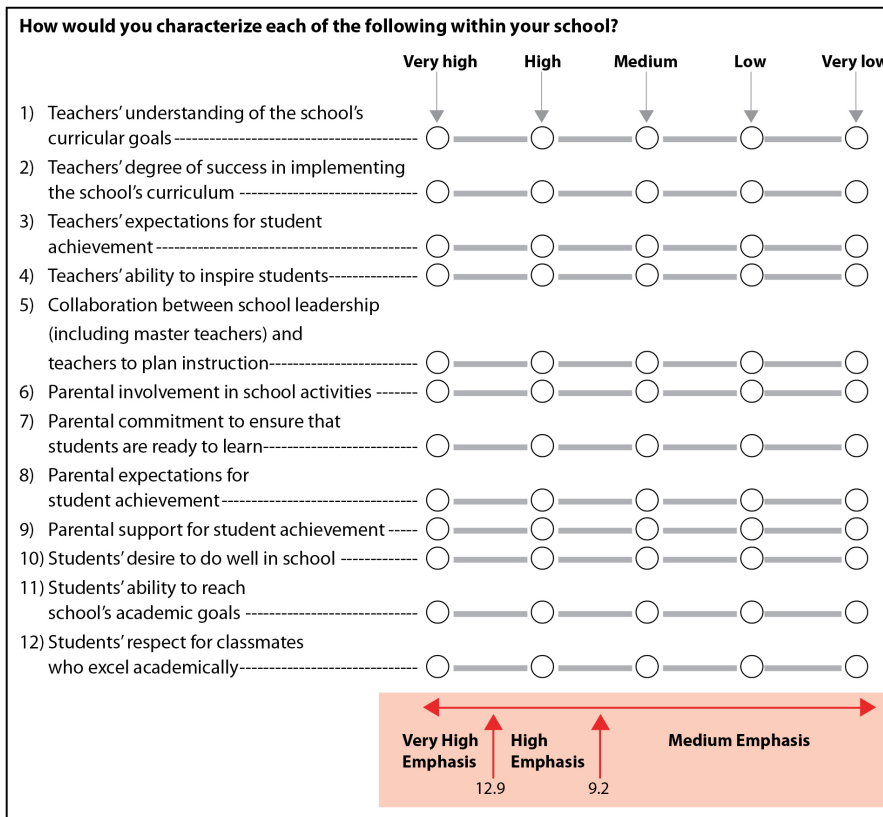 How would you characterize each of the following within your school?
Very high High Medium Low Very low
1) Teachers’ understanding of the school’s
curricular goals
2) Teachers’ degree of success in implementing
the school’s curriculum
3) Teachers’ expectations for student
achievement
4) Teachers’ ability to inspire students
5) Collaboration between school leadership
(including master teachers) and
teachers to plan instruction
6) Parental involvement in school activities
7) Parental commitment to ensure that
students are ready to learn
8) Parental expectations for
student achievement
9) Parental support for student achievement
10) Students’ desire to do well in school
11) Students’ ability to reach
school’s academic goals
12) Students’ respect for classmates
who excel academically
Very High
Emphasis
High
Emphasis
Medium Emphasis
12.9 9.2